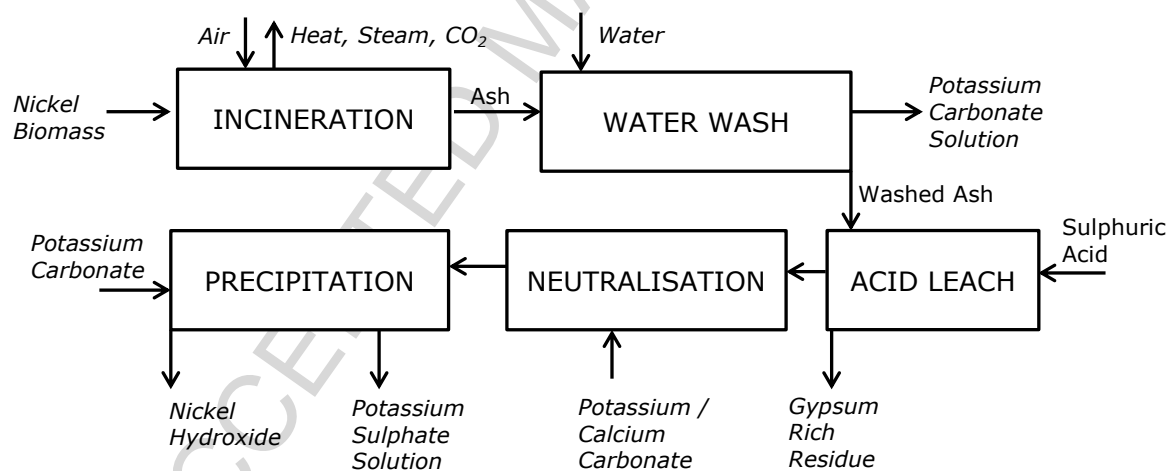 Air
Heat, Steam, CO2
Water
Nickel
Biomass
INCINERATION
Ash
WATER WASH
Potassium
Carbonate
Solution
Washed Ash
Potassium
Carbonate
PRECIPITATION
NEUTRALISATION
ACID LEACH
Sulphuric
Acid
Nickel
Hydroxide
Potassium
Sulphate
Solution
Potassium /
Calcium
Carbonate
Gypsum
Rich
Residue